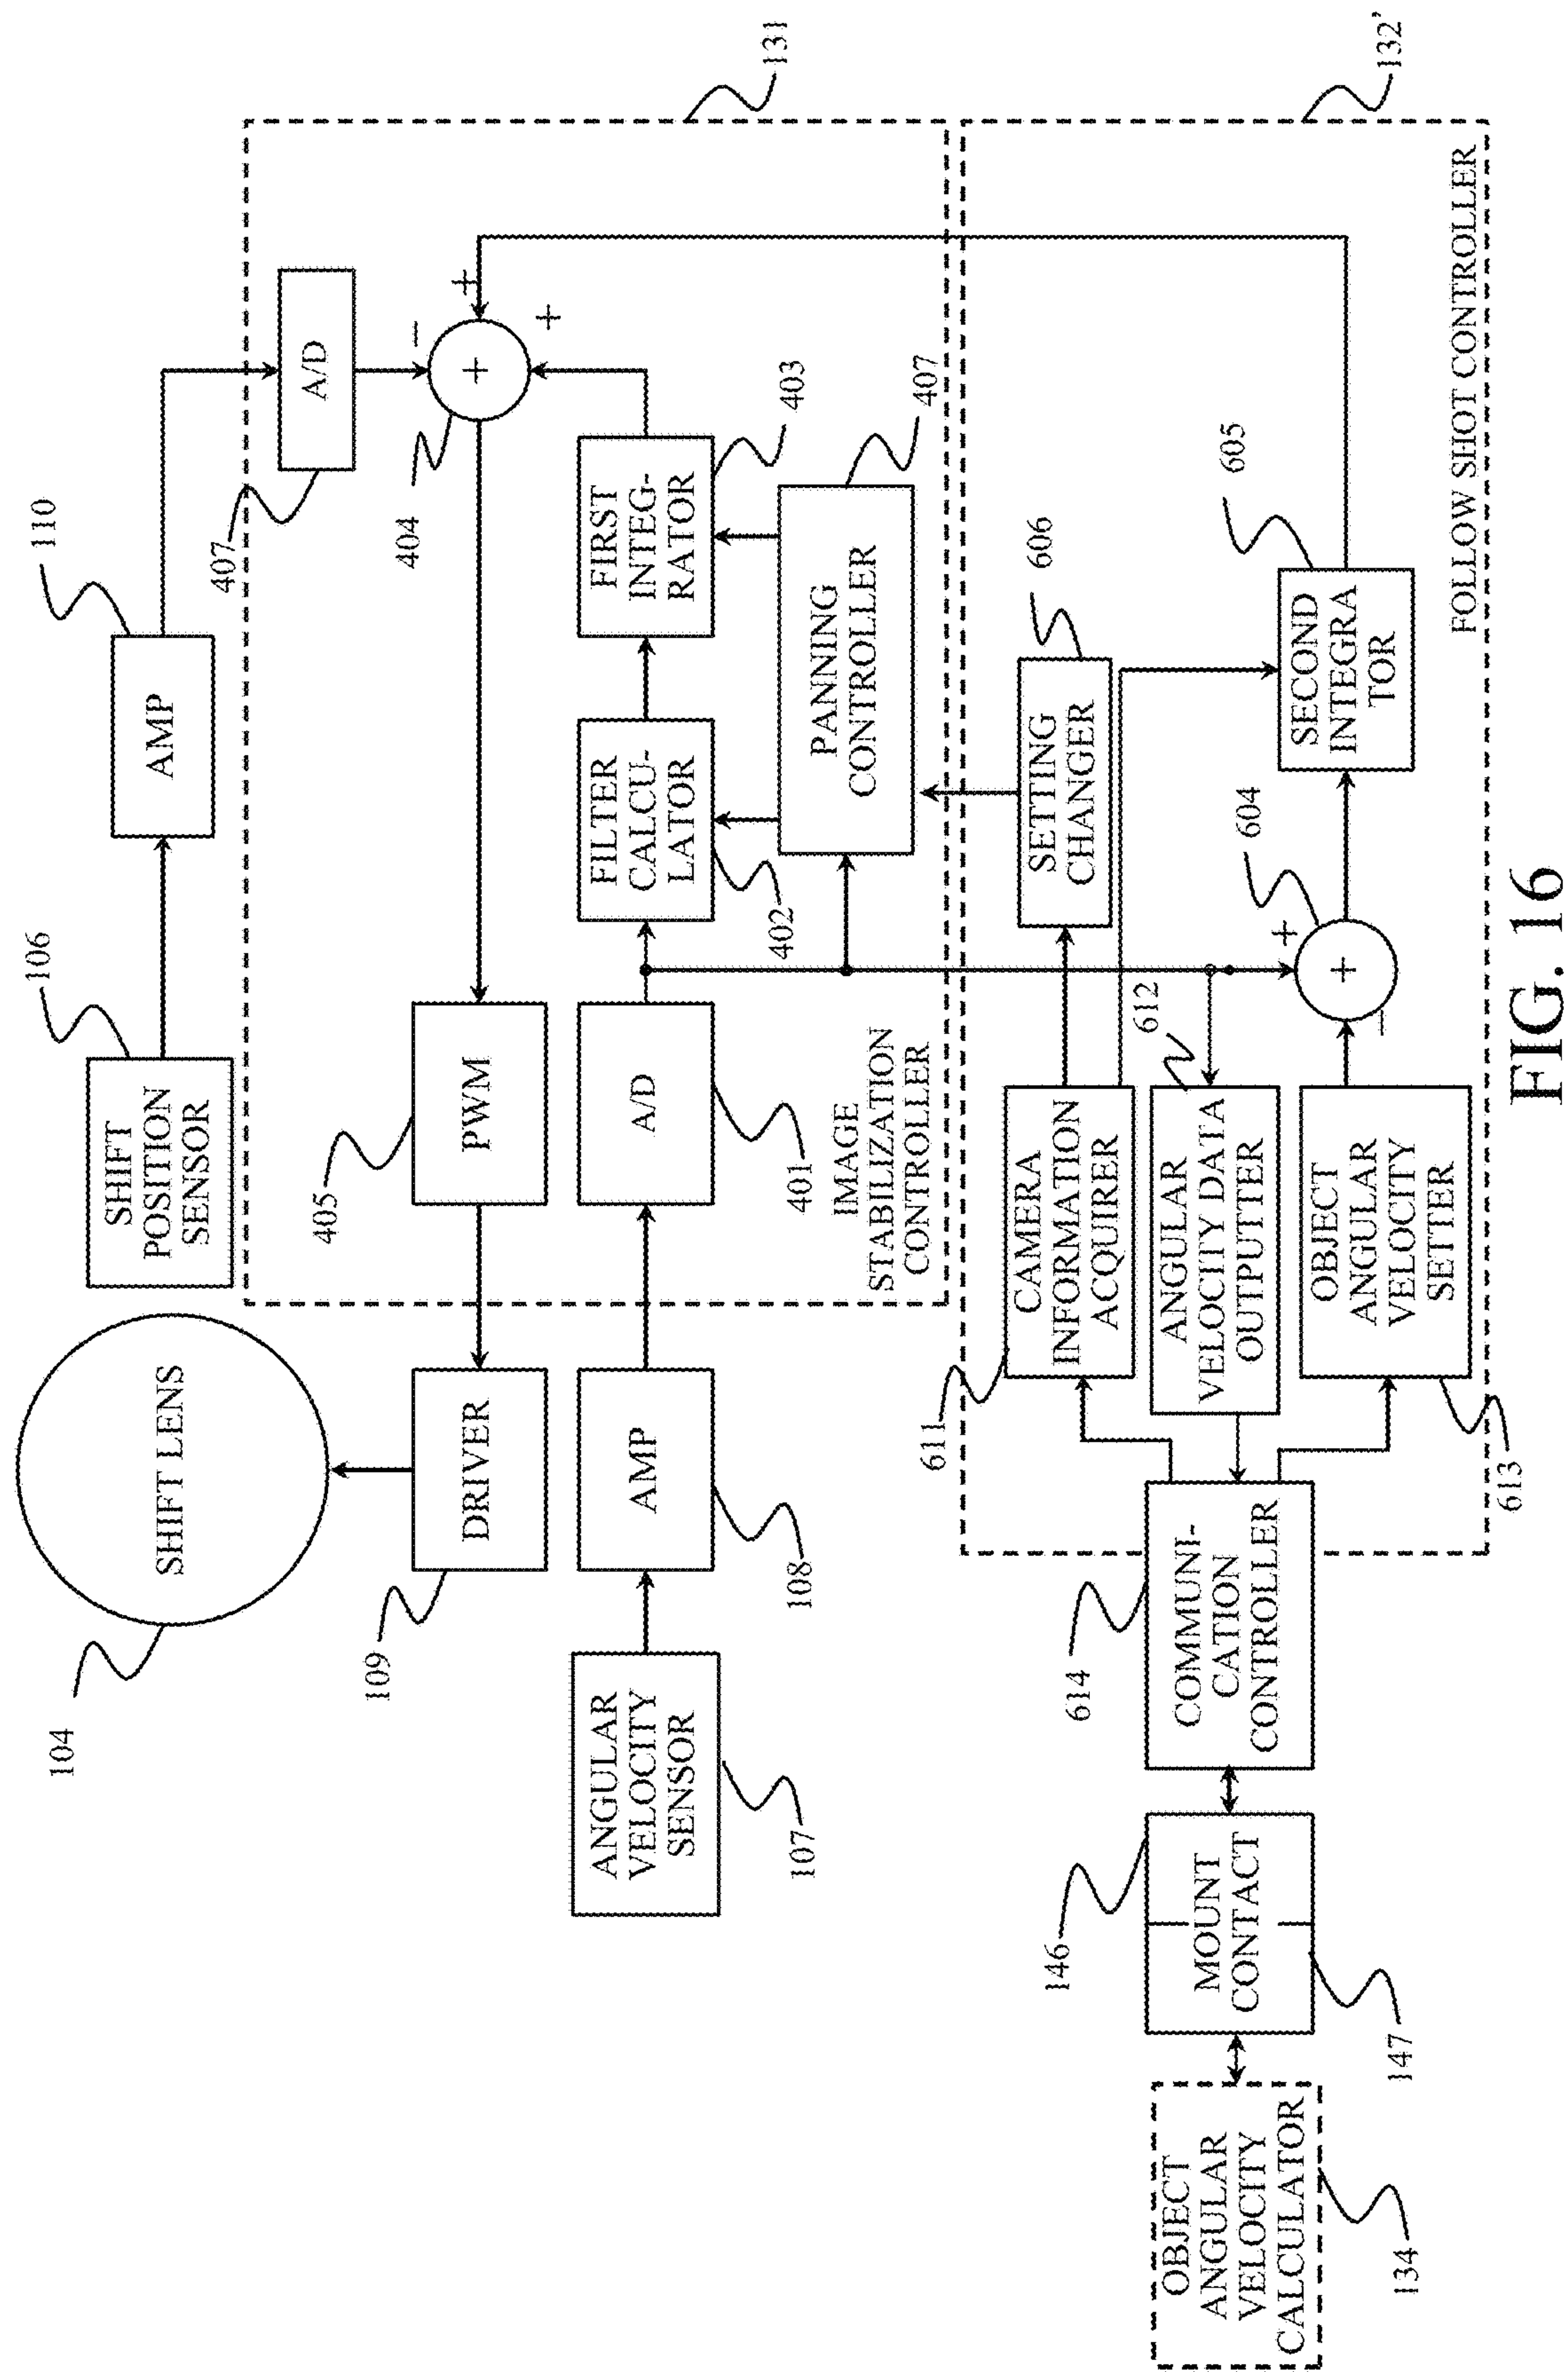 104
SHIFT LENS
106
SHIFT
POSITION
SENSOR
110
AMP
131
407
A/D
−
+
+
+
404
109
DRIVER
405
PWM
107
ANGULAR
VELOCITY
SENSOR
108
AMP
401
A/D
402
FILTER
CALCU-
LATOR
403
FIRST
INTEG-
RATOR
407
PANNING
CONTROLLER
IMAGE
STABILIZATION
CONTROLLER
132'
134
OBJECT
ANGULAR
VELOCITY
CALCULATOR
146
MOUNT
CONTACT
147
614
COMMUNI-
CATION
CONTROLLER
611
CAMERA
INFORMATION
ACQUIRER
612
ANGULAR
VELOCITY DATA
OUTPUTTER
613
OBJECT
ANGULAR
VELOCITY
SETTER
606
SETTING
CHANGER
604
+
+
−
605
SECOND
INTEGRA
TOR
FOLLOW SHOT CONTROLLER
FIG. 16